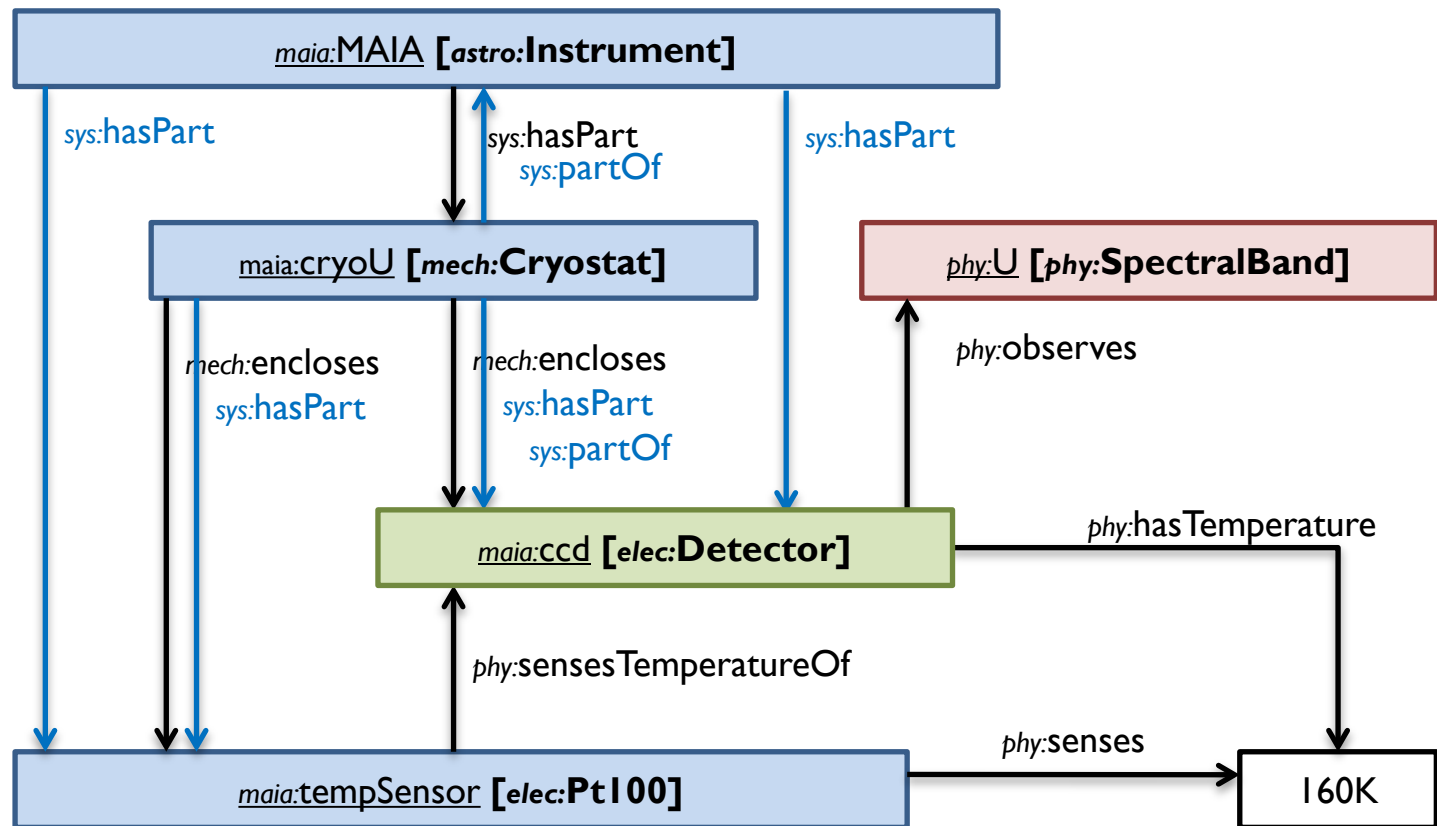 maia:MAIA [astro:Instrument]
sys:hasPart
sys:hasPart
sys:partOf
sys:hasPart
maia:cryoU [mech:Cryostat]
phy:U [phy:SpectralBand]
mech:encloses
sys:hasPart
mech:encloses
sys:hasPart
sys:partOf
phy:observes
maia:ccd [elec:Detector]
phy:hasTemperature
phy:sensesTemperatureOf
phy:senses
maia:tempSensor [elec:Pt100]
160K